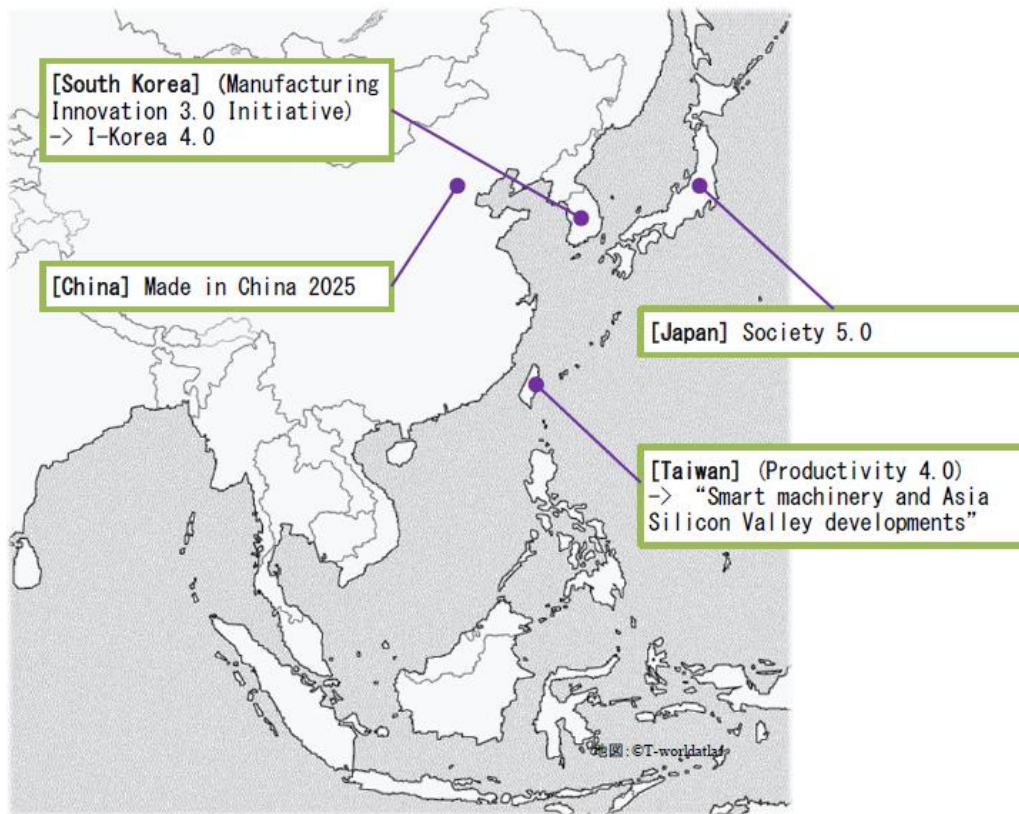 [South Korea] (Manufacturing
Innovation 3.0 Initiative)
-> I-Korea 4.0
[China] Made in China 2025
[Japan] Society 5.0
[Taiwan] (Productivity 4.0)
-> “Smart machinery and Asia
Silicon Valley developments”
地図:©T-worldatlas